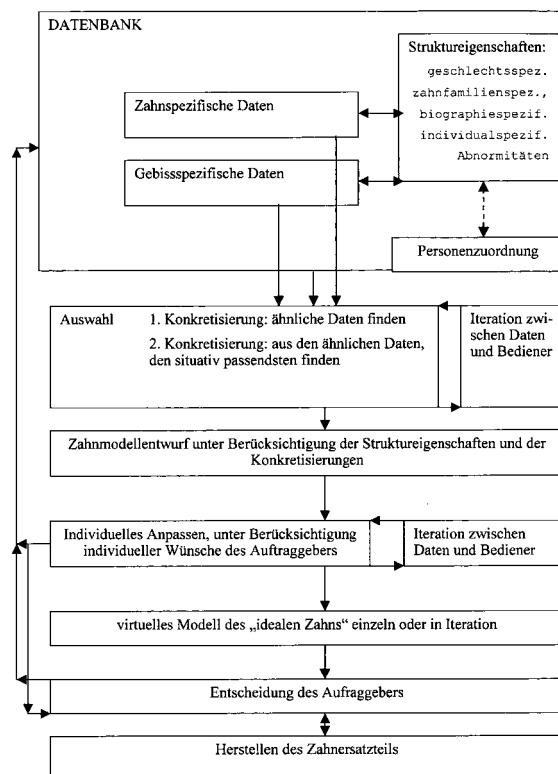 DATENBANK
Struktureigenschaften:
geschlechtsspez.
zahnfamilienspez.,
biographiespezif.
individualspezif.
Abnormitäten
Zahnspezifische Daten
Gebissspezifische Daten
Personenzuordnung
Auswahl 1. Konkretisierung: ähnliche Daten finden
2. Konkretisierung: aus den ähnlichen Daten,
den situativ passendsten finden
Iteration zwi-
schen Daten
und Bediener
Zahnmodellentwurf unter Berücksichtigung der Struktureigenschaften und der
Konkretisierungen
Individuelles Anpassen, unter Berücksichtigung
individueller Wünsche des Auftraggebers
Iteration zwischen
Daten und Bediener
virtuelles Modell des „idealen Zahns“ einzeln oder in Iteration
Entscheidung des Aufraggebers
Herstellen des Zahnersatzteils